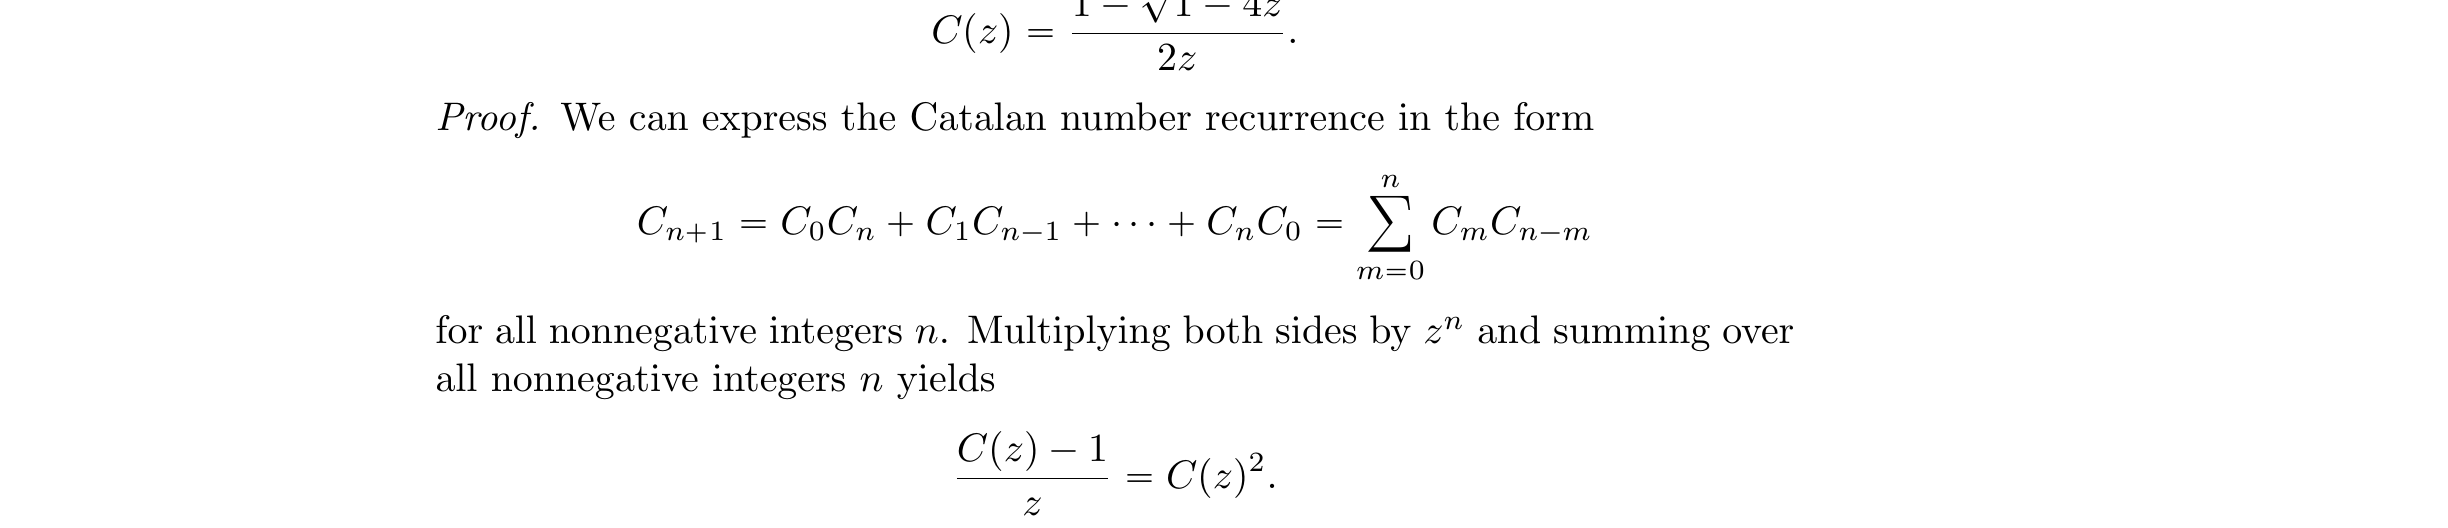 C(z) = \frac{1 - \sqrt{1 - 4z}}{2z}.
Proof. We can express the Catalan number recurrence in the form
C_{n+1} = C_0C_n + C_1C_{n-1} + \cdots + C_nC_0 = \sum_{m=0}^{n} C_mC_{n-m}
for all nonnegative integers n. Multiplying both sides by z^n and summing over
all nonnegative integers n yields
\frac{C(z) - 1}{z} = C(z)^2.